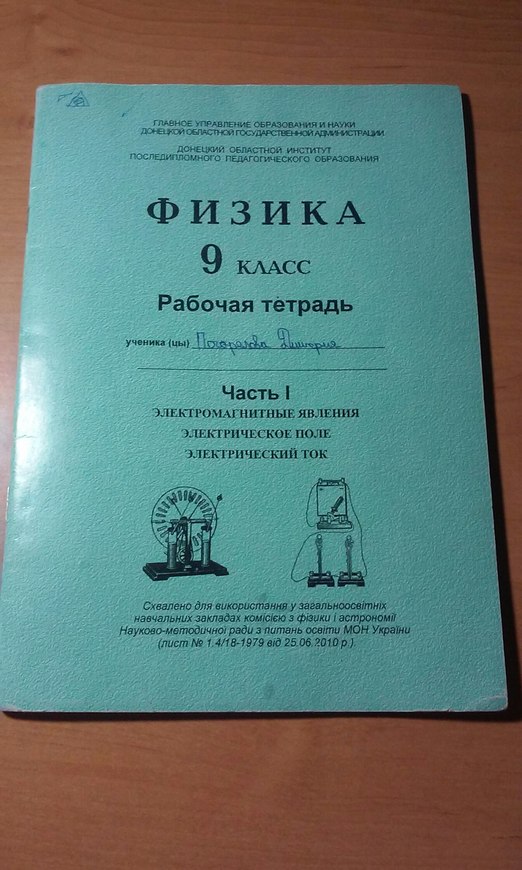 ГЛАВНОЕ УПРАВЛЕНИЕ ОБРАЗОВАНИЯ И НАУКИ
ДОНЕЦКОЙ ОБЛАСТНОЙ ГОСУДАРСТВЕННОЙ АДМИНИСТРАЦИИ
ДОНЕЦКИЙ ОБЛАСТНОЙ ИНСТИТУТ
ПОСЛЕДИПЛОМНОГО ПЕДАГОГИЧЕСКОГО ОБРАЗОВАНИЯ
ФИЗИКА
9 КЛАСС
Рабочая тетрадь
ученика (цы) Дмитрия
Часть I
ЭЛЕКТРОМАГНИТНЫЕ ЯВЛЕНИЯ
ЭЛЕКТРИЧЕСКОЕ ПОЛЕ
ЭЛЕКТРИЧЕСКИЙ ТОК
Схвалено для використання у загальноосвітніх
навчальних закладах комісією з фізики і астрономії
Науково-методичної ради з питань освіти МОН України
(лист № 1.4/18-1979 від 25.06.2010 р.).